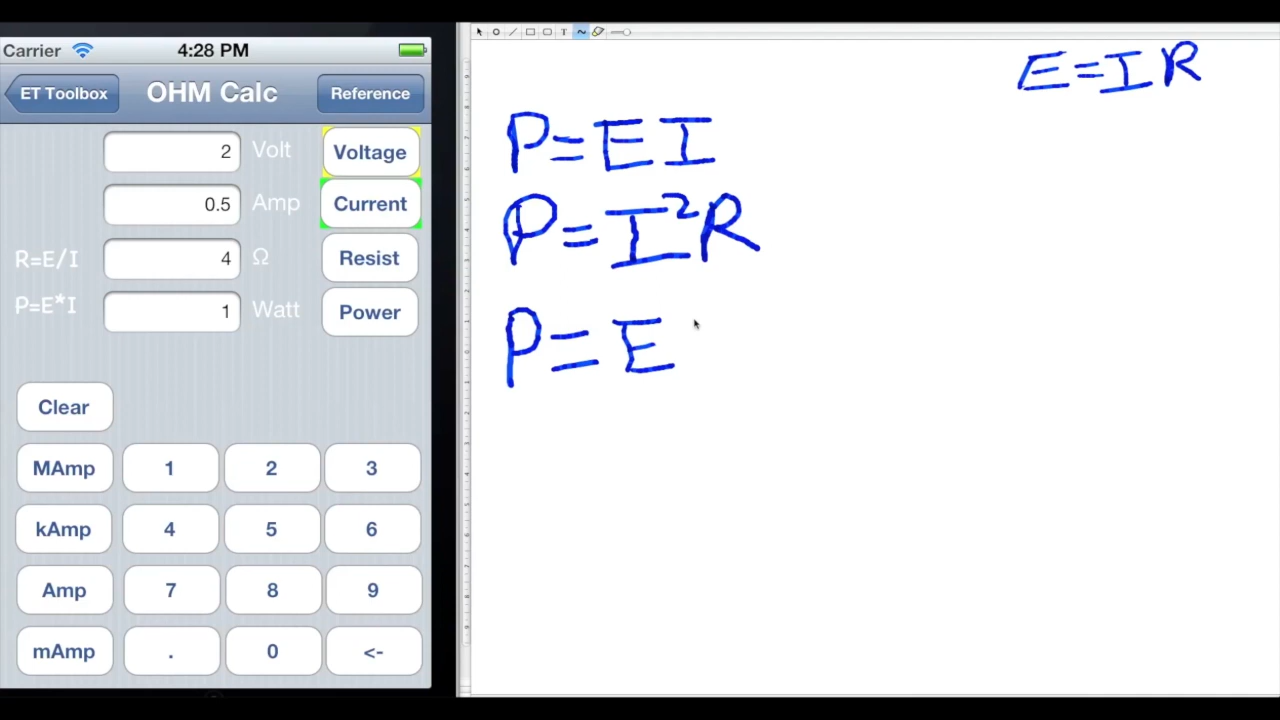 Carrier 4:28 PM
ET Toolbox OHM Calc Reference
2 Volt Voltage
0.5 Amp Current
R=E/I 4 Ω Resist
P=E*I 1 Watt Power
Clear
MAmp 1 2 3
kAmp 4 5 6
Amp 7 8 9
mAmp . 0 <-
T
E=IR
P=EI
P=I²R
P=E